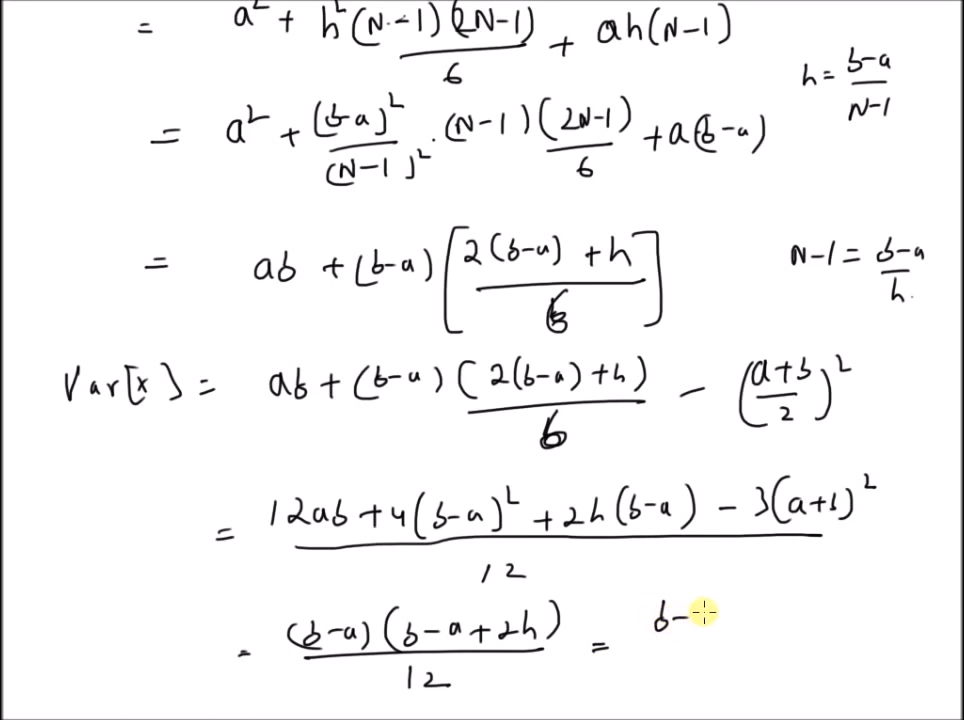 = a² + h²(N-1)(2N-1)/6 + ah(N-1)
h = (b-a)/(N-1)
= a² + (b-a)²/(N-1)² · (N-1)(2N-1)/6 + a(b-a)
= ab + (b-a)[(2(b-a) + h)/6]
N-1 = (b-a)/h.
Var[x] = ab + (b-a)(2(b-a)+h)/6 - ((a+b)/2)²
= (12ab + 4(b-a)² + 2h(b-a) - 3(a+b)²)/12
= (b-a)(b-a+2h)/12 = b-